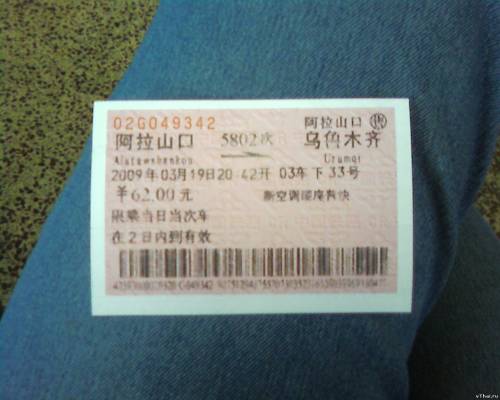 02G049342 阿拉山口 售
阿拉山口 5802次 乌鲁木齐
Alatawshankou Urumqi
2009年03月19日20:42开 03车下33号
￥62.00元 新空调硬座普快
限乘当日当次车
在2日内到有效
vThai.ru